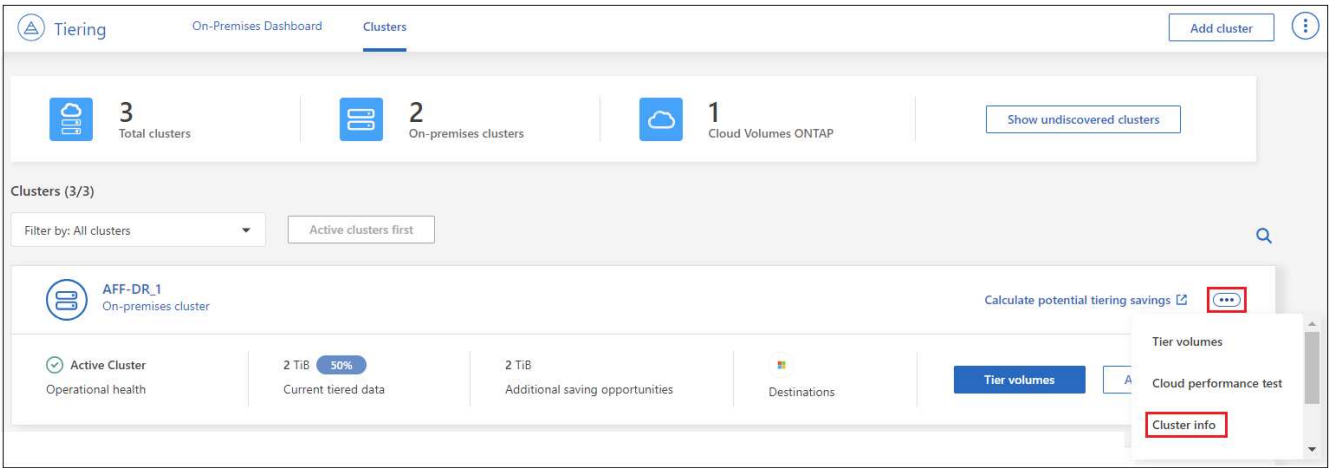 Tiering
On-Premises Dashboard
Clusters
Add cluster
3
Total clusters
2
On-premises clusters
1
Cloud Volumes ONTAP
Show undiscovered clusters
Clusters (3/3)
Filter by: All clusters
Active clusters first
AFF-DR_1
On-premises cluster
Calculate potential tiering savings
Active Cluster
Operational health
2 TiB 50%
Current tiered data
2 TiB
Additional saving opportunities
Destinations
Tier volumes
A
Tier volumes
Cloud performance test
Cluster info